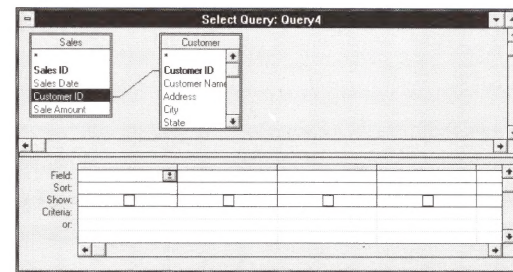 Select Query: Query4
Sales
*
Sales ID
Sales Date
Customer ID
Sale Amount
Customer
*
Customer ID
Customer Name
Address
City
State
Field:
Sort:
Show:
Criteria:
or: